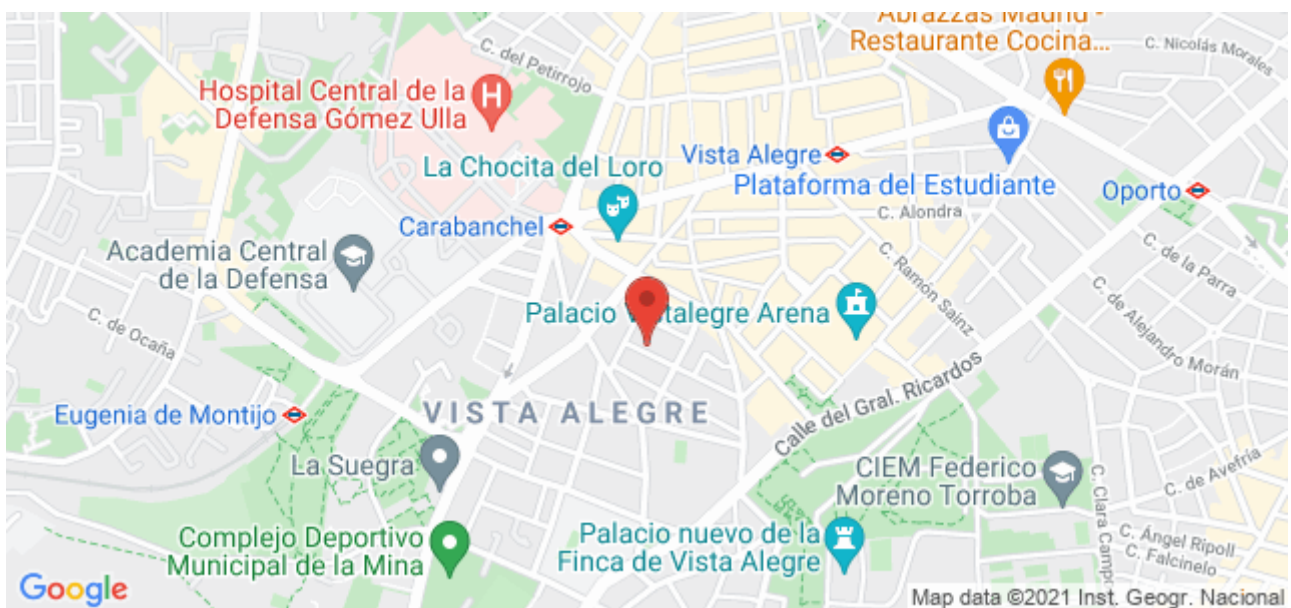 Abrazzas Madrid -
Restaurante Cocina...
C. Nicolás Morales
C. del Petirrojo
Hospital Central de la
Defensa Gómez Ulla
H
La Chocita del Loro
Vista Alegre
Plataforma del Estudiante
Oporto
Carabanchel
C. Alondra
Academia Central
de la Defensa
C. Ramón Sainz
C. de la Parra
C. de Ocaña
Palacio Vistalegre Arena
C. de Alejandro Morán
Eugenia de Montijo
VISTA ALEGRE
Calle del Gral. Ricardos
La Suegra
CIEM Federico
Moreno Torroba
C. de Avefría
C. Clara Campo
Complejo Deportivo
Municipal de la Mina
Palacio nuevo de la
Finca de Vista Alegre
C. Ángel Ripoll
C. Falcinelo
Google
Map data ©2021 Inst. Geogr. Nacional